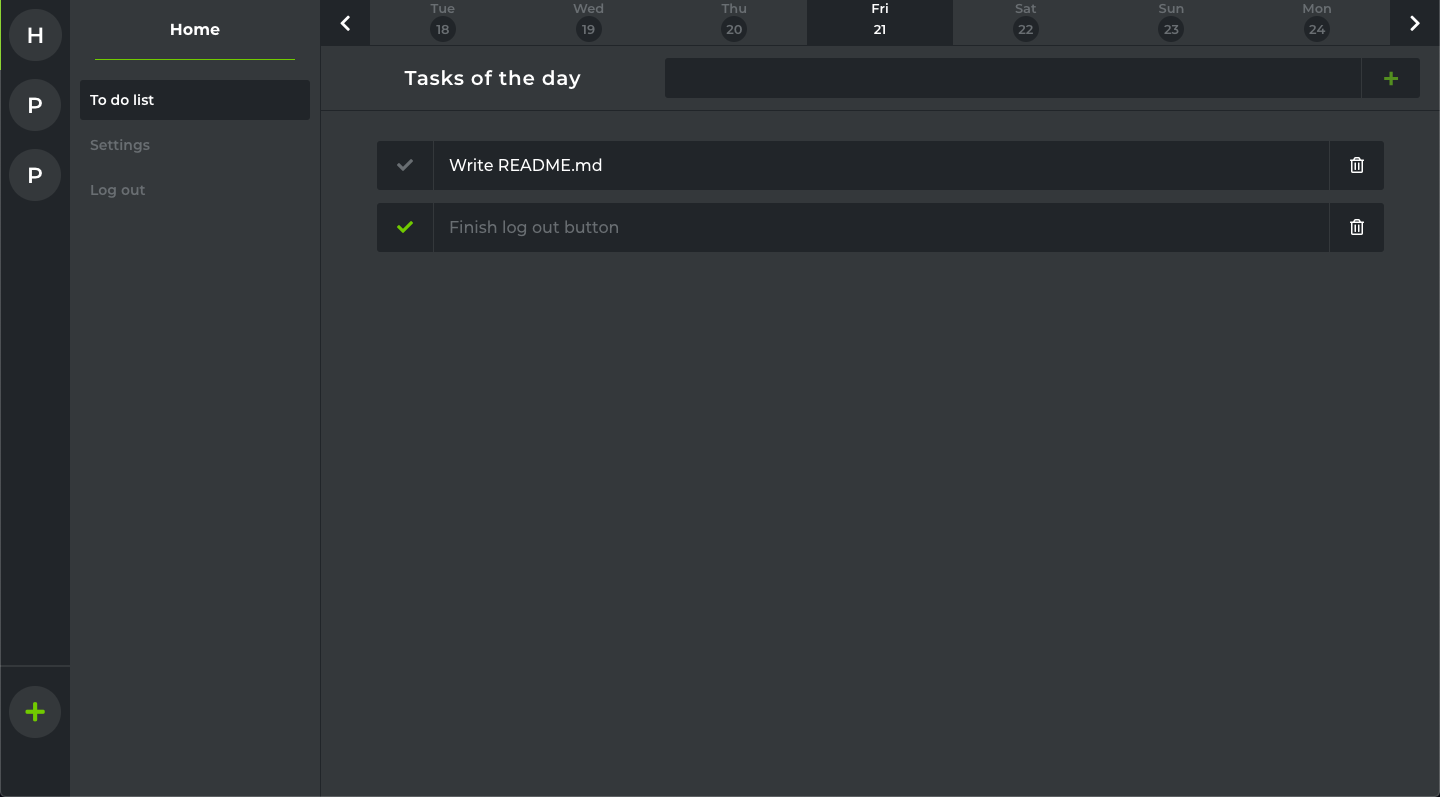 H
P
P
Home
To do list
Settings
Log out
Tue Wed Thu Fri Sat Sun Mon
18 19 20 21 22 23 24
Tasks of the day
Write README.md
Finish log out button